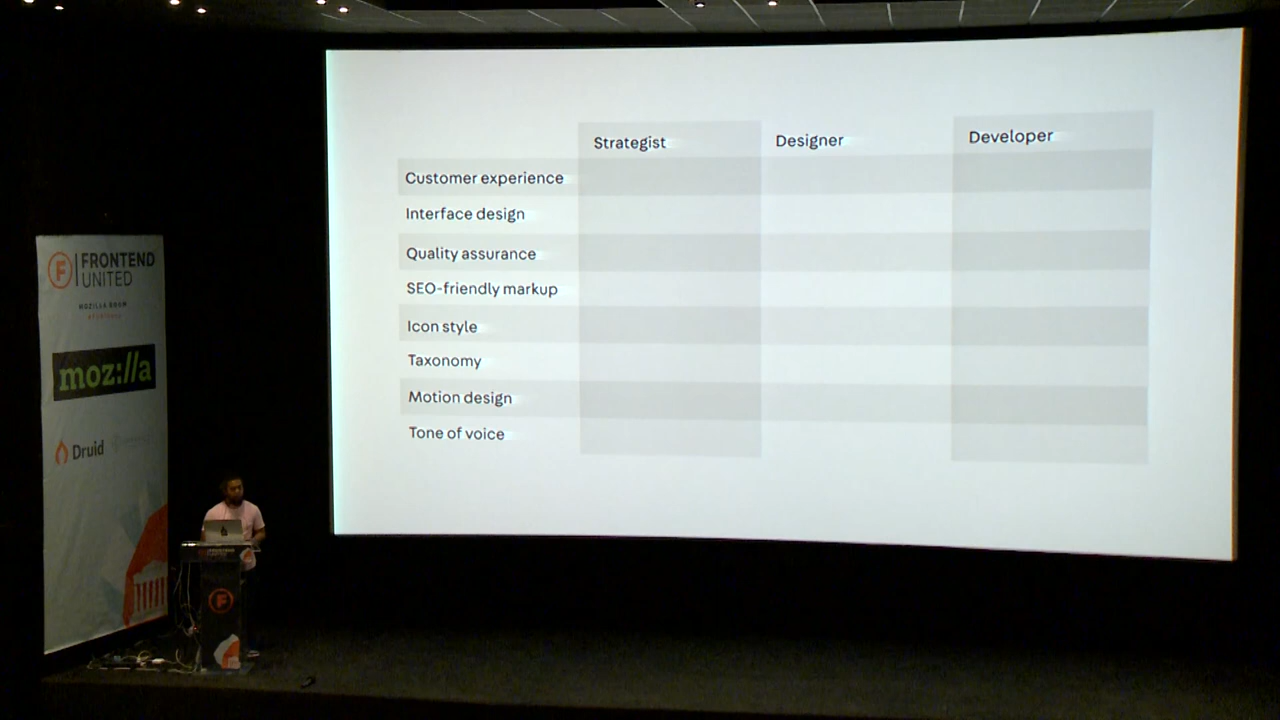 Strategist Designer Developer
Customer experience
Interface design
Quality assurance
SEO-friendly markup
Icon style
Taxonomy
Motion design
Tone of voice
F FRONTEND
UNITED
moz://a
Druid
F